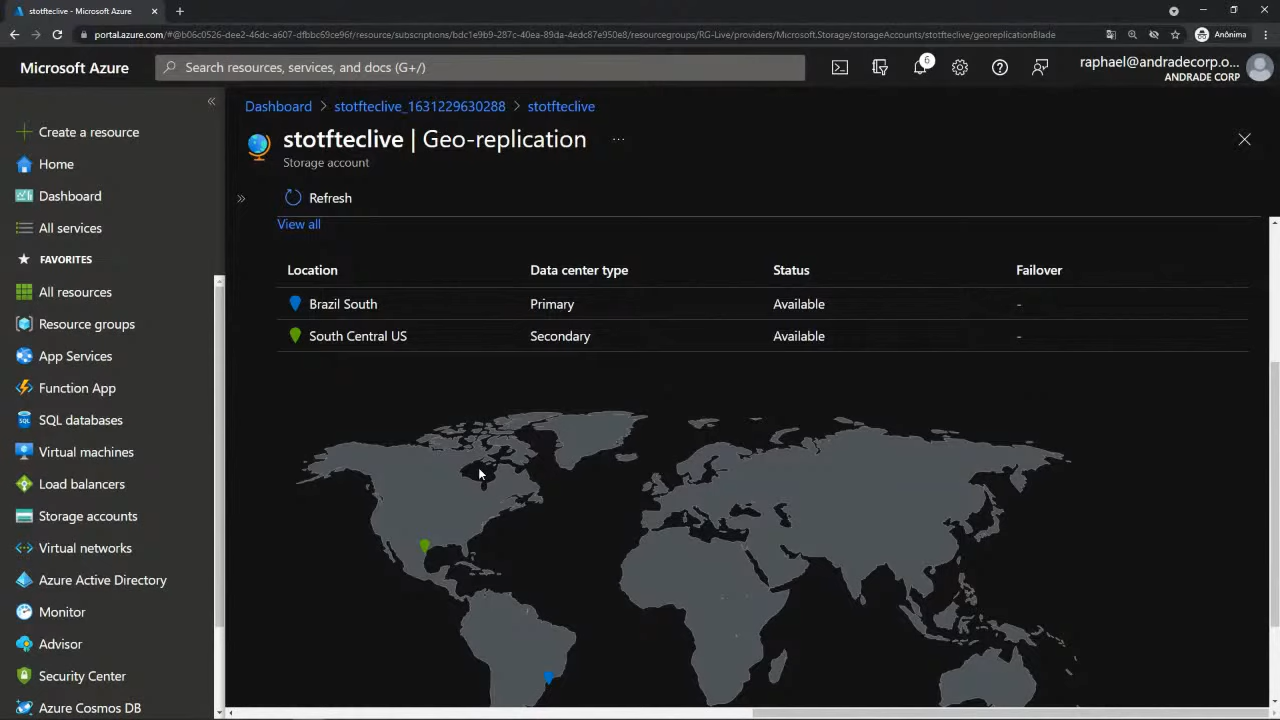 stofteclive - Microsoft Azure
portal.azure.com/#@b06c0526-dee2-46dc-a607-dfbbc69ce96f/resource/subscriptions/bdc1e9b9-287c-40ea-89da-4edc87e950e8/resourcegroups/RG-Live/providers/Microsoft.Storage/storageAccounts/stofteclive/georeplicationBlade
Anônima
Microsoft Azure
Search resources, services, and docs (G+/)
6
raphael@andradecorp.o...
ANDRADE CORP
Dashboard > stotfteclive_1631229630288 > stotfteclive
Create a resource
stotfteclive | Geo-replication ...
Storage account
Home
Dashboard
Refresh
All services
View all
FAVORITES
Location Data center type Status Failover
All resources
Brazil South Primary Available -
Resource groups
South Central US Secondary Available -
App Services
Function App
SQL databases
Virtual machines
Load balancers
Storage accounts
Virtual networks
Azure Active Directory
Monitor
Advisor
Security Center
Azure Cosmos DB